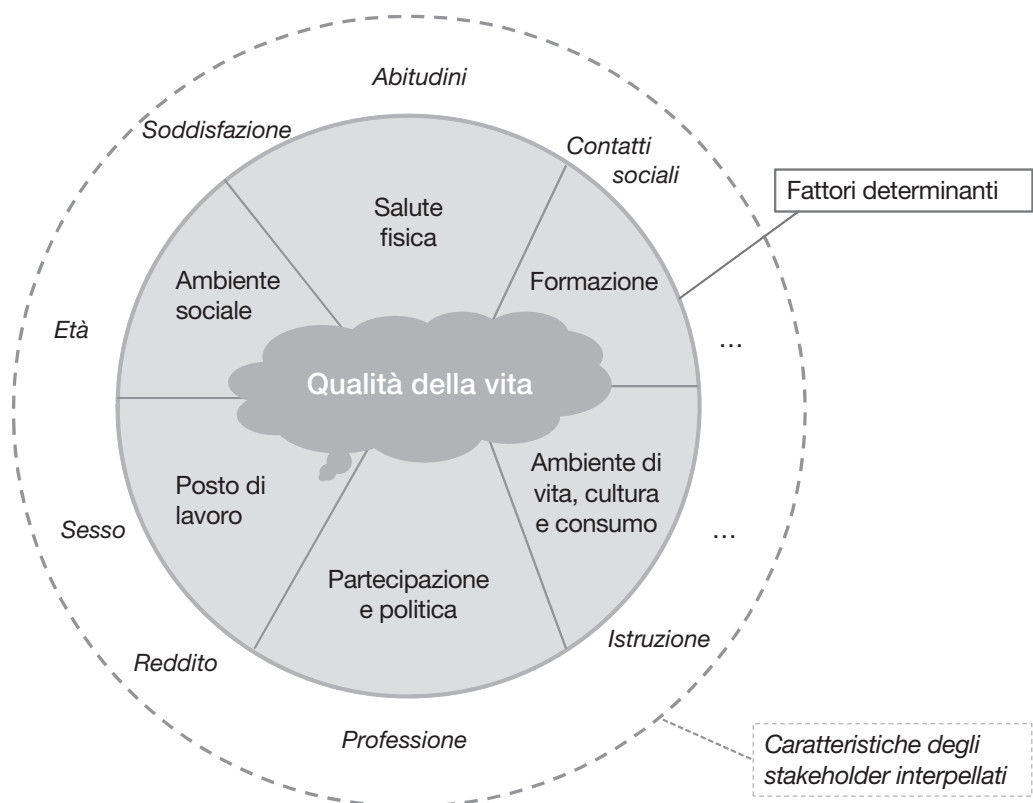 Abitudini
Soddisfazione
Contatti
sociali
Fattori determinanti
Salute
fisica
Formazione
Ambiente
sociale
Età
...
Qualità della vita
Ambiente di
vita, cultura
e consumo
Posto di
lavoro
Sesso
...
Partecipazione
e politica
Istruzione
Reddito
Professione
Caratteristiche degli
stakeholder interpellati